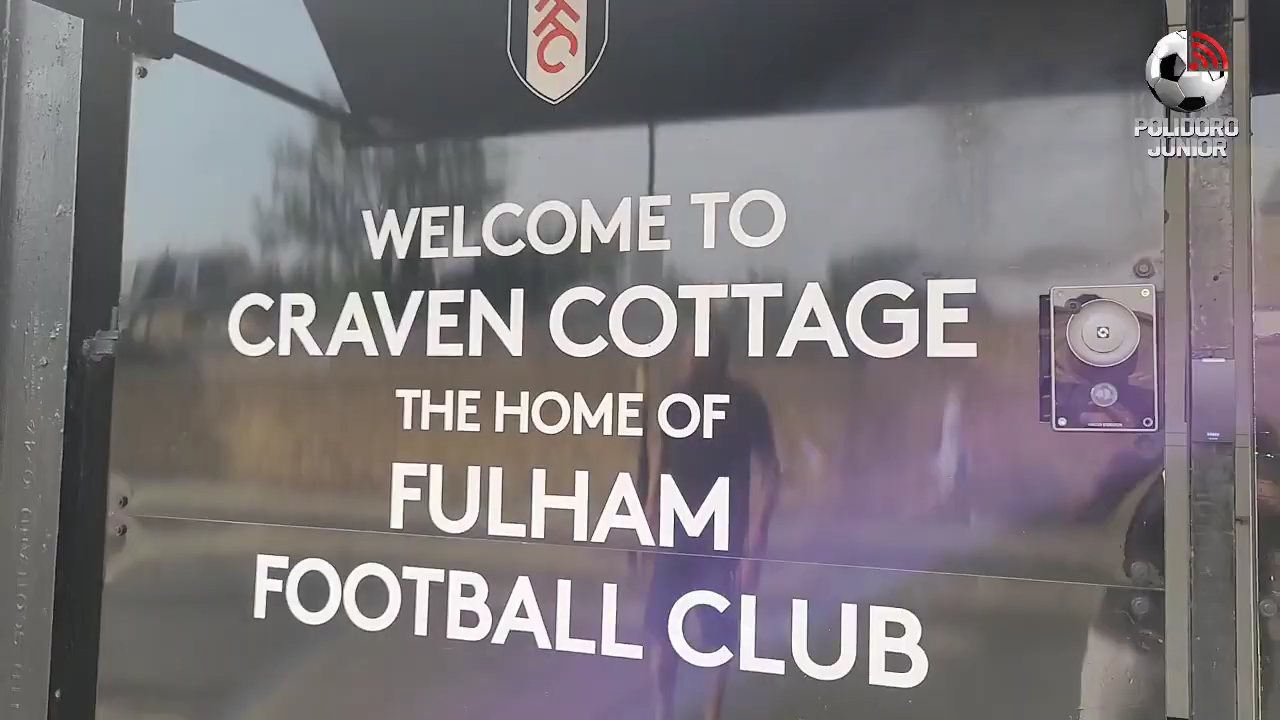 FFC
POLIDORO
JUNIOR
WELCOME TO
CRAVEN COTTAGE
THE HOME OF
FULHAM
FOOTBALL CLUB